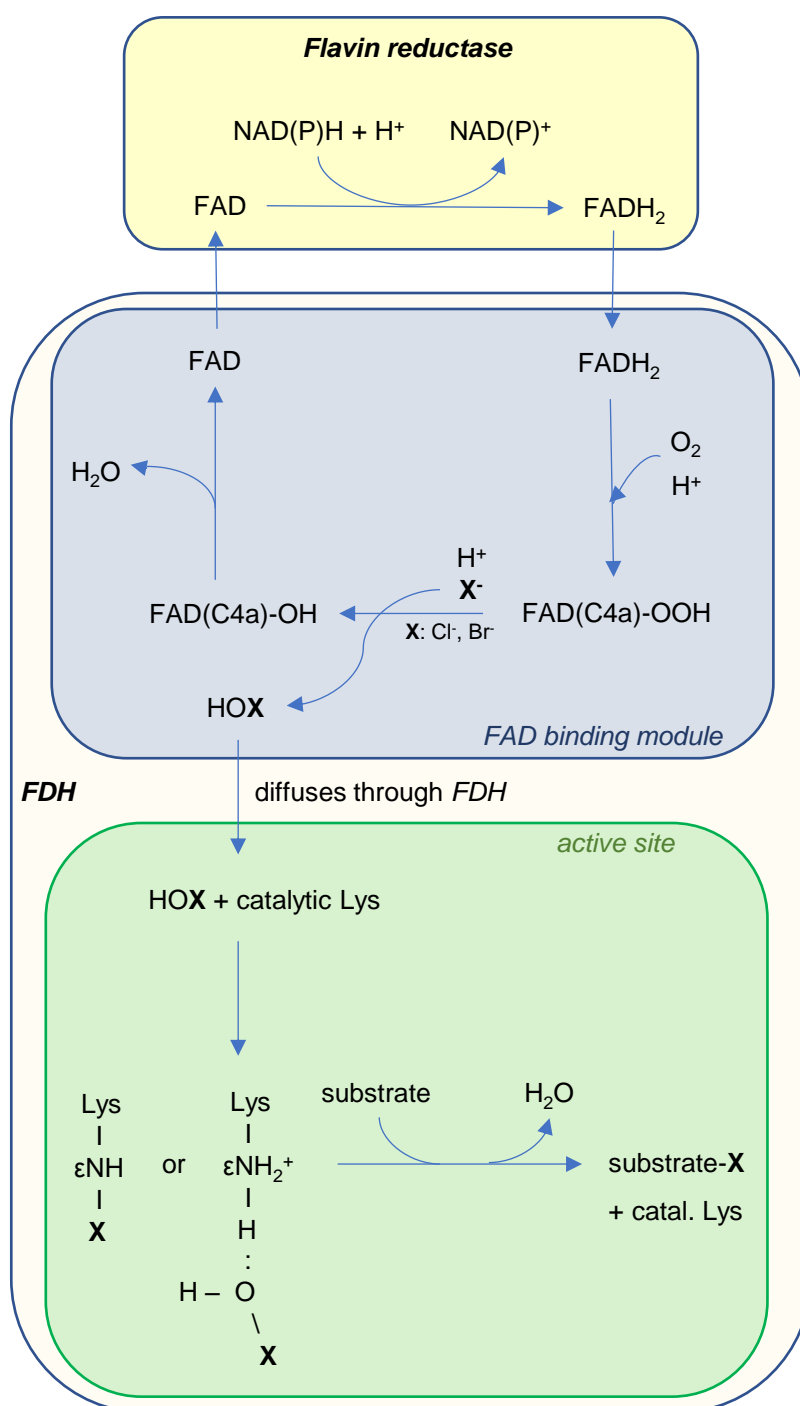 Flavin reductase
NAD(P)H + H⁺ NAD(P)⁺
FAD FADH₂
FAD FADH₂
O₂
H₂O
H⁺
H⁺
X⁻
FAD(C4a)-OH FAD(C4a)-OOH
X: Cl⁻, Br⁻
HOX
FAD binding module
FDH diffuses through FDH
active site
HOX + catalytic Lys
Lys Lys substrate H₂O
I I
εNH or εNH₂⁺ substrate-X
I I
X H + catal. Lys
:
H – O
\
X